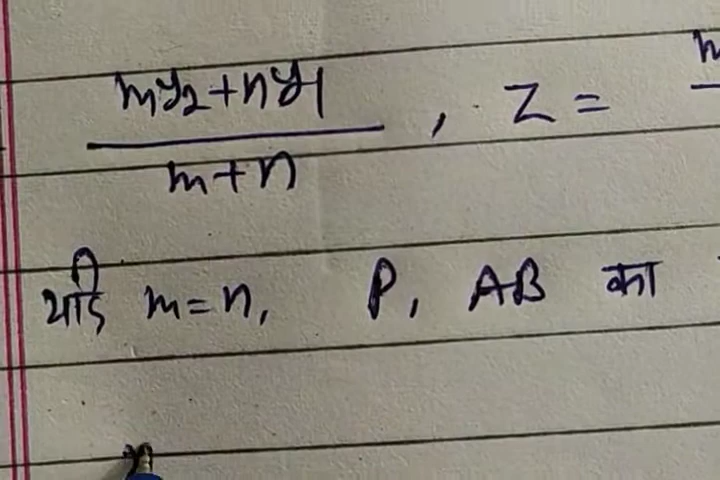 my₂+ny₁
m+n
, Z =
यदि m=n, P, AB का